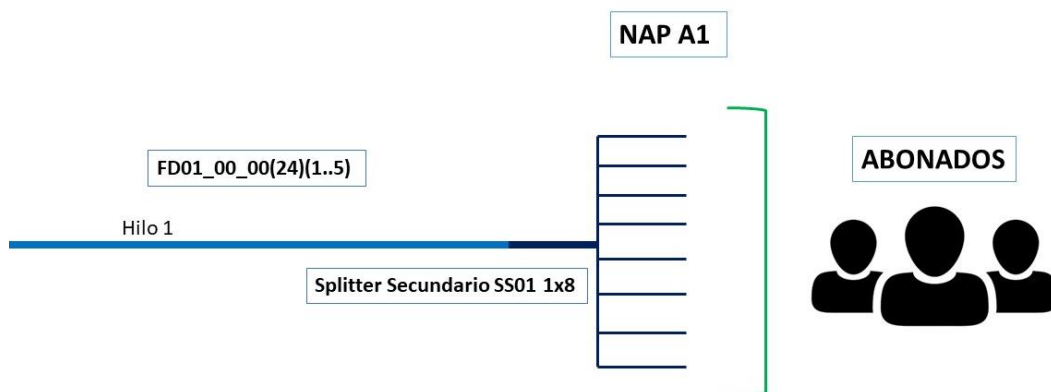 NAP A1
FD01_00_00(24)(1..5)
ABONADOS
Hilo 1
Splitter Secundario SS01 1x8